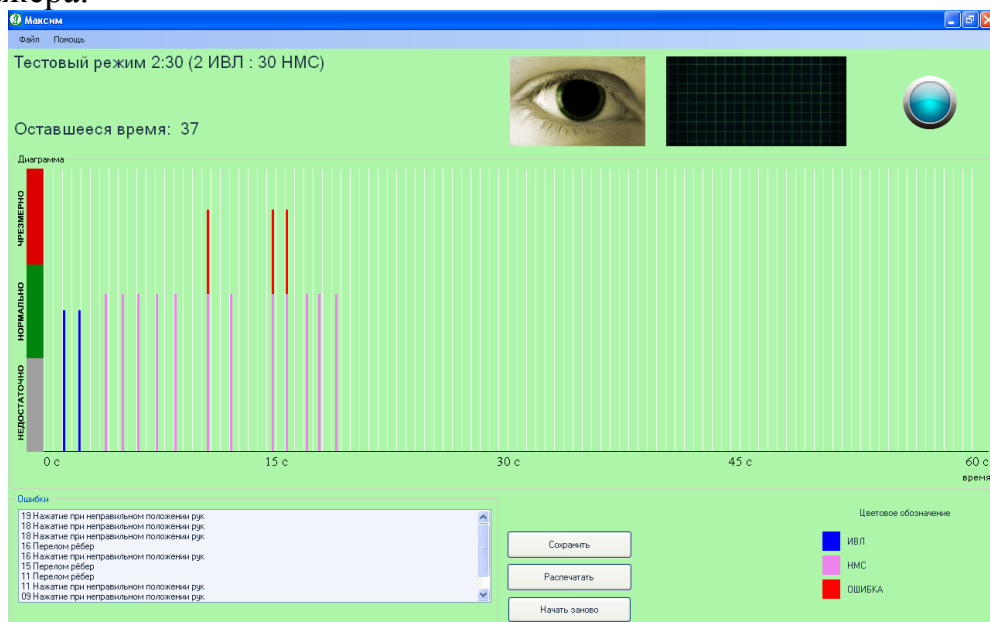 Максим
Файл Помощь
Тестовый режим 2:30 (2 ИВЛ : 30 НМС)
Оставшееся время: 37
Диаграмма
ЧРЕЗМЕРНО
НОРМАЛЬНО
НЕДОСТАТОЧНО
0 с 15 с 30 с 45 с 60 с
время
Ошибки
19 Нажатие при неправильном положении рук
18 Нажатие при неправильном положении рук
18 Нажатие при неправильном положении рук
16 Перелом рёбер
16 Нажатие при неправильном положении рук
15 Перелом рёбер
11 Перелом рёбер
11 Нажатие при неправильном положении рук
09 Нажатие при неправильном положении рук
Сохранить
Распечатать
Начать заново
Цветовое обозначение
ИВЛ
НМС
ОШИБКА